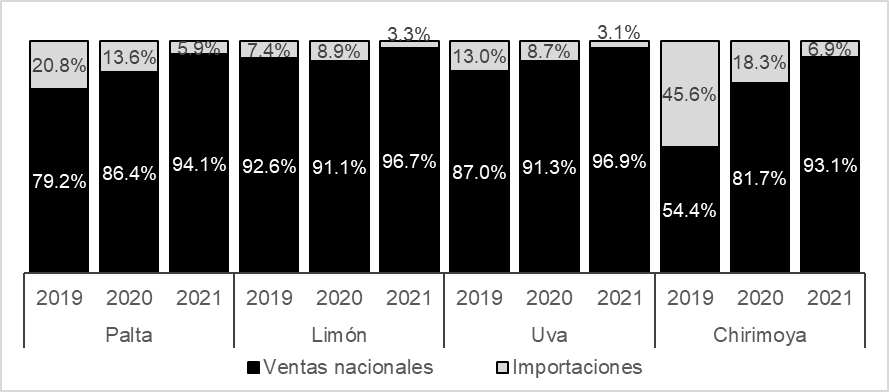 3.3% 3.1%
20.8% 13.6% 5.9% 7.4% 8.9% 13.0% 8.7% 45.6% 18.3% 6.9%
79.2% 86.4% 94.1% 92.6% 91.1% 96.7% 87.0% 91.3% 96.9% 54.4% 81.7% 93.1%
2019 2020 2021 2019 2020 2021 2019 2020 2021 2019 2020 2021
Palta Limón Uva Chirimoya
Ventas nacionales Importaciones